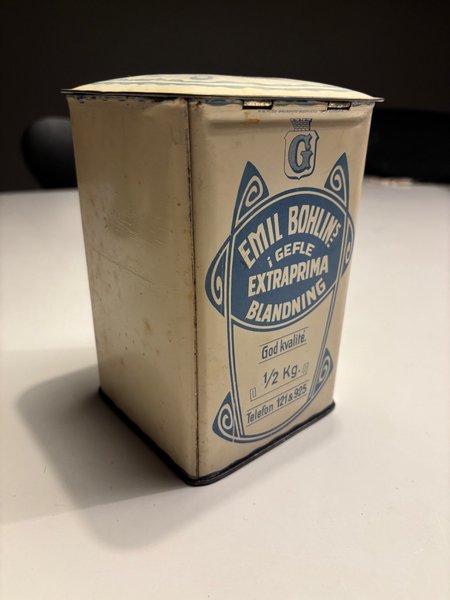 G
EMIL BOHLINS
i GEFLE
EXTRAPRIMA
BLANDNING
God kvalité.
1/2 Kg.
Telefon 121 & 925